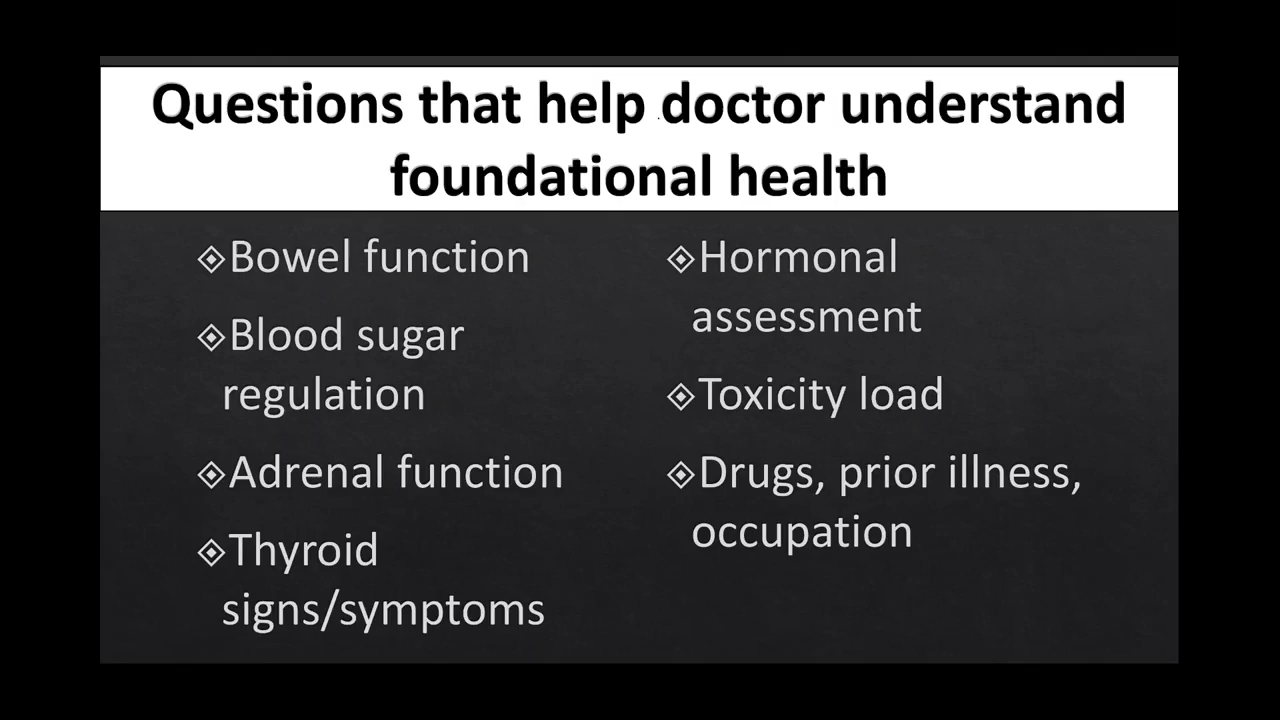 Questions that help doctor understand
foundational health
Bowel function
Blood sugar
regulation
Adrenal function
Thyroid
signs/symptoms
Hormonal
assessment
Toxicity load
Drugs, prior illness,
occupation